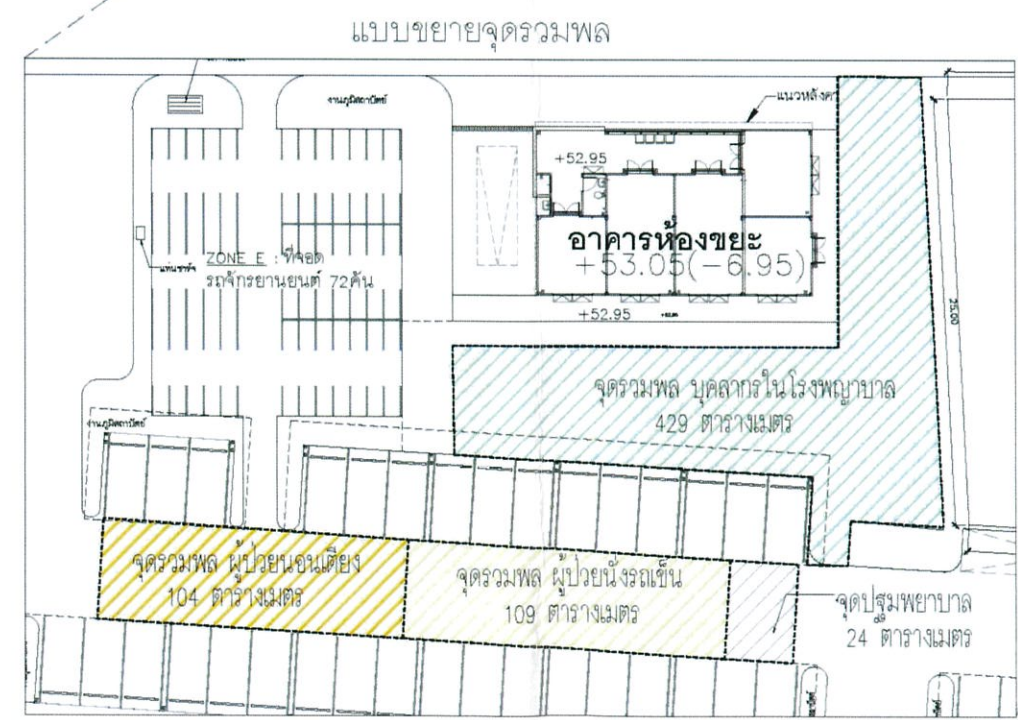 แบบขยายจุดรวมพล
งานภูมิสถาปัตย์
แนวหลังคา
+52.95
อาคารห้องขยะ
+53.05(-6.95)
ZONE E : ที่จอด
รถจักรยานยนต์ 72คัน
+52.95
25.00
จุดรวมพล บุคลากรในโรงพญาบาล
429 ตารางเมตร
งานภูมิสถาปัตย์
จุดรวมพล ผู้ป่วยนอนเตียง
104 ตารางเมตร
จุดรวมพล ผู้ป่วยนั่งรถเข็น
109 ตารางเมตร
จุดปฐมพยาบาล
24 ตารางเมตร